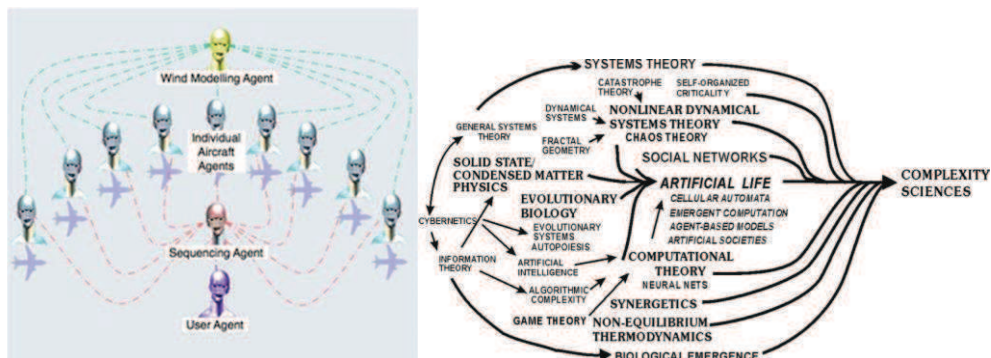 Wind Modelling Agent
Individual
Aircraft
Agents
Sequencing Agent
User Agent
SYSTEMS THEORY
CATASTROPHE
THEORY
SELF-ORGANIZED
CRITICALITY
DYNAMICAL
SYSTEMS
NONLINEAR DYNAMICAL
SYSTEMS THEORY
CHAOS THEORY
GENERAL SYSTEMS
THEORY
FRACTAL
GEOMETRY
SOCIAL NETWORKS
SOLID STATE/
CONDENSED MATTER
PHYSICS
ARTIFICIAL LIFE
CELLULAR AUTOMATA
EMERGENT COMPUTATION
AGENT-BASED MODELS
ARTIFICIAL SOCIETIES
COMPLEXITY
SCIENCES
EVOLUTIONARY
BIOLOGY
CYBERNETICS
EVOLUTIONARY
SYSTEMS
AUTOPOIESIS
INFORMATION
THEORY
ARTIFICIAL
INTELLIGENCE
COMPUTATIONAL
THEORY
NEURAL NETS
ALGORITHMIC
COMPLEXITY
SYNERGETICS
GAME THEORY
NON-EQUILIBRIUM
THERMODYNAMICS
BIOLOGICAL EMERGENCE